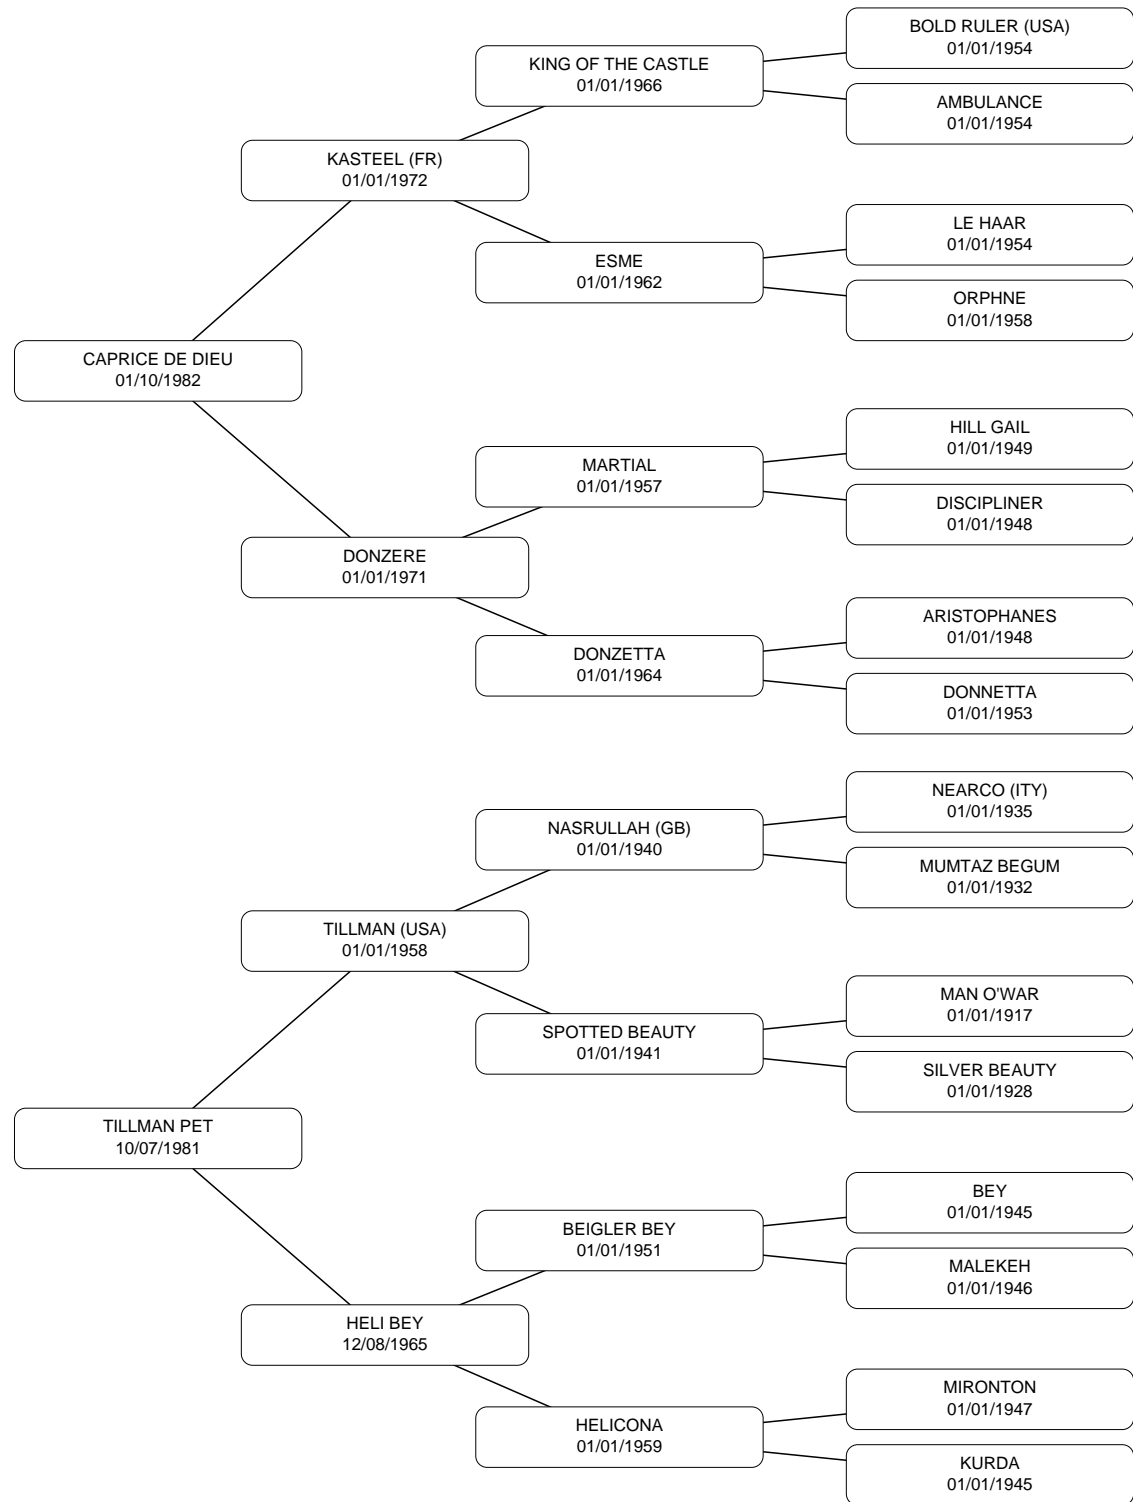 BOLD RULER (USA)
01/01/1954
KING OF THE CASTLE
01/01/1966
AMBULANCE
01/01/1954
KASTEEL (FR)
01/01/1972
LE HAAR
01/01/1954
ESME
01/01/1962
ORPHNE
01/01/1958
CAPRICE DE DIEU
01/10/1982
HILL GAIL
01/01/1949
MARTIAL
01/01/1957
DISCIPLINER
01/01/1948
DONZERE
01/01/1971
ARISTOPHANES
01/01/1948
DONZETTA
01/01/1964
DONNETTA
01/01/1953
NEARCO (ITY)
01/01/1935
NASRULLAH (GB)
01/01/1940
MUMTAZ BEGUM
01/01/1932
TILLMAN (USA)
01/01/1958
MAN O'WAR
01/01/1917
SPOTTED BEAUTY
01/01/1941
SILVER BEAUTY
01/01/1928
TILLMAN PET
10/07/1981
BEY
01/01/1945
BEIGLER BEY
01/01/1951
MALEKEH
01/01/1946
HELI BEY
12/08/1965
MIRONTON
01/01/1947
HELICONA
01/01/1959
KURDA
01/01/1945